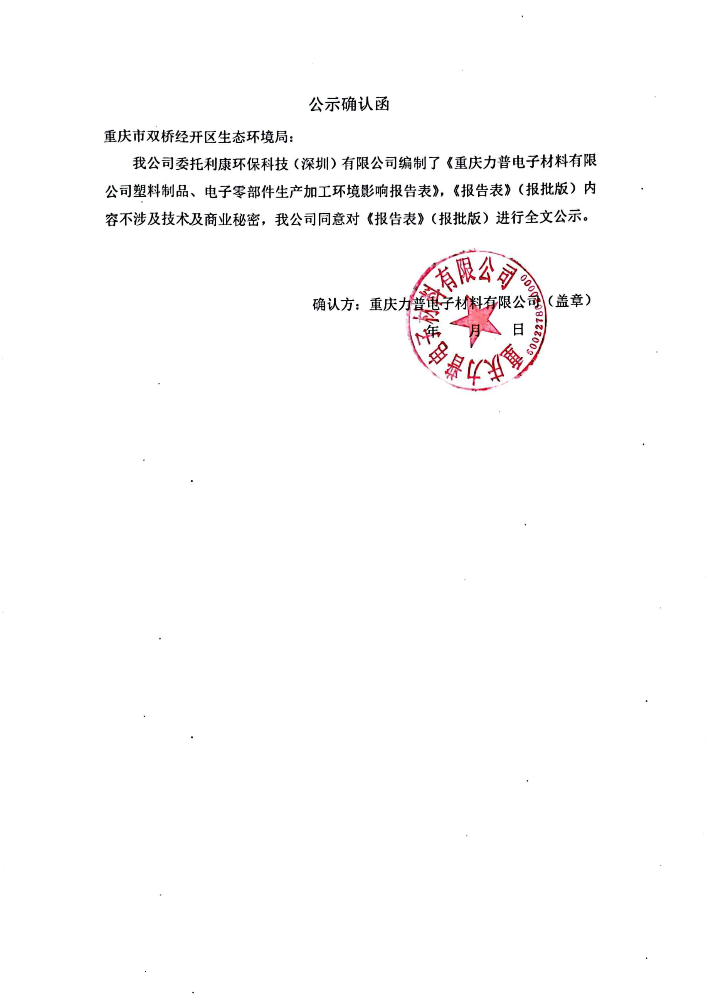 公示确认函
重庆市双桥经开区生态环境局：
我公司委托利康环保科技（深圳）有限公司编制了《重庆力普电子材料有限
公司塑料制品、电子零部件生产加工环境影响报告表》，《报告表》（报批版）内
容不涉及技术及商业秘密，我公司同意对《报告表》（报批版）进行全文公示。
确认方：重庆力普电子材料有限公司（盖章）
年 月 日
重庆力普电子材料有限公司